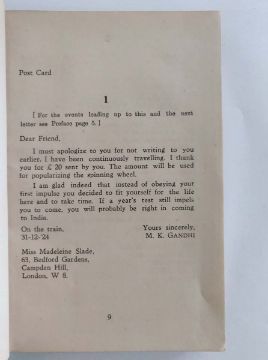 Post Card
1
[ For the events leading up to this and the next
letter see Preface page 5. ]
Dear Friend,
I must apologize to you for not writing to you
earlier. I have been continuously travelling. I thank
you for £ 20 sent by you. The amount will be used
for popularizing the spinning wheel.
I am glad indeed that instead of obeying your
first impulse you decided to fit yourself for the life
here and to take time. If a year's test still impels
you to come, you will probably be right in coming
to India.
On the train, Yours sincerely,
31-12-'24 M. K. GANDHI
Miss Madeleine Slade,
63, Bedford Gardens,
Campden Hill,
London, W 8.
9